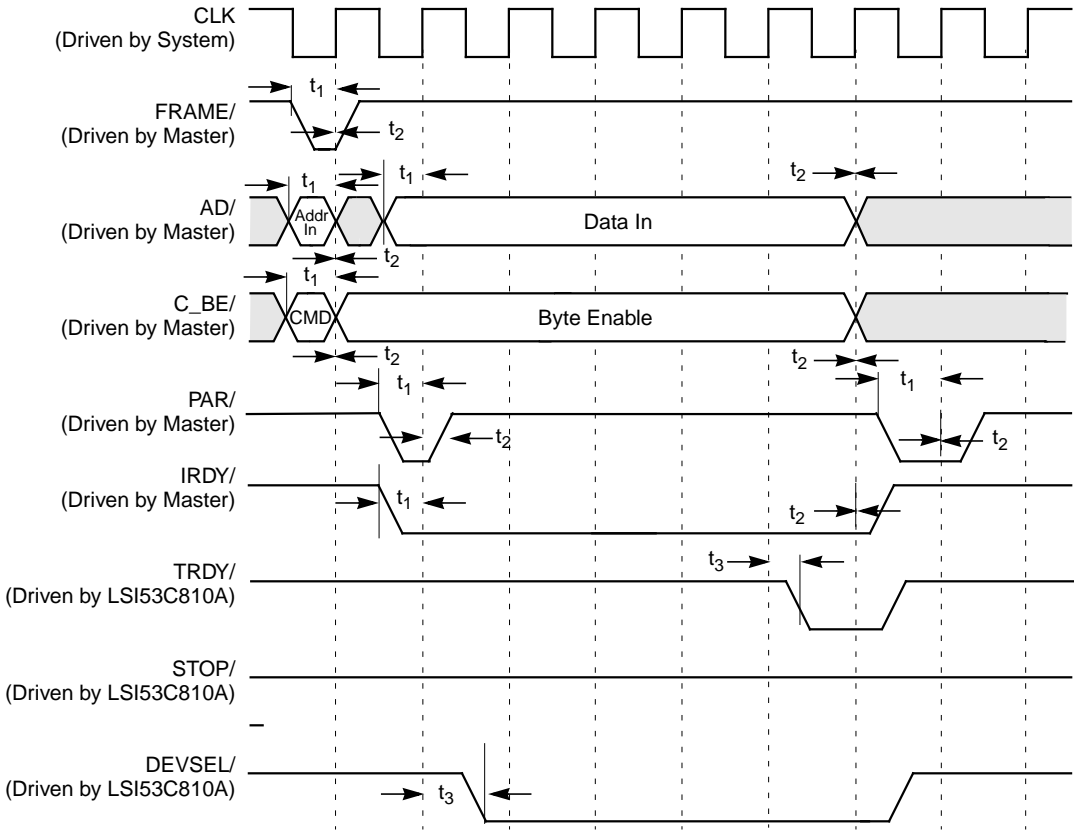 CLK
(Driven by System)
t1
FRAME/
(Driven by Master)
t2
t1
t1
t2
AD/
(Driven by Master)
Addr
In
Data In
t2
t1
C_BE/
(Driven by Master)
CMD
Byte Enable
t2
t2
t1
t1
PAR/
(Driven by Master)
t2
t2
IRDY/
(Driven by Master)
t1
t2
t3
TRDY/
(Driven by LSI53C810A)
STOP/
(Driven by LSI53C810A)
DEVSEL/
(Driven by LSI53C810A)
t3